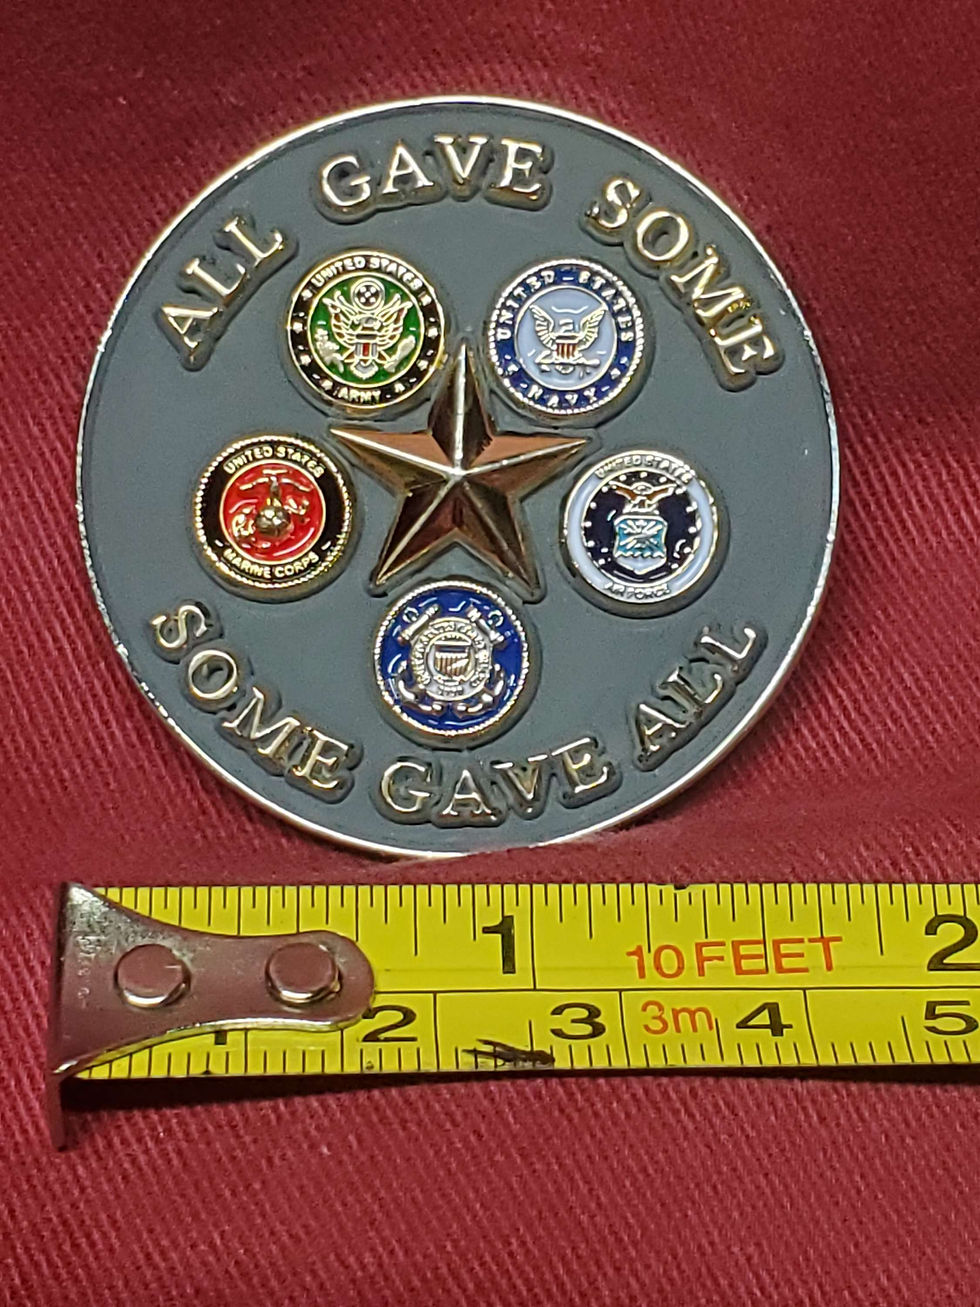 ALL GAVE SOME
UNITED STATES
ARMY
UNITED STATES
NAVY
UNITED STATES
MARINE CORPS
UNITED STATES
AIR FORCE
SOME GAVE ALL
1 10 FEET 2
1 2 3 3m 4 5